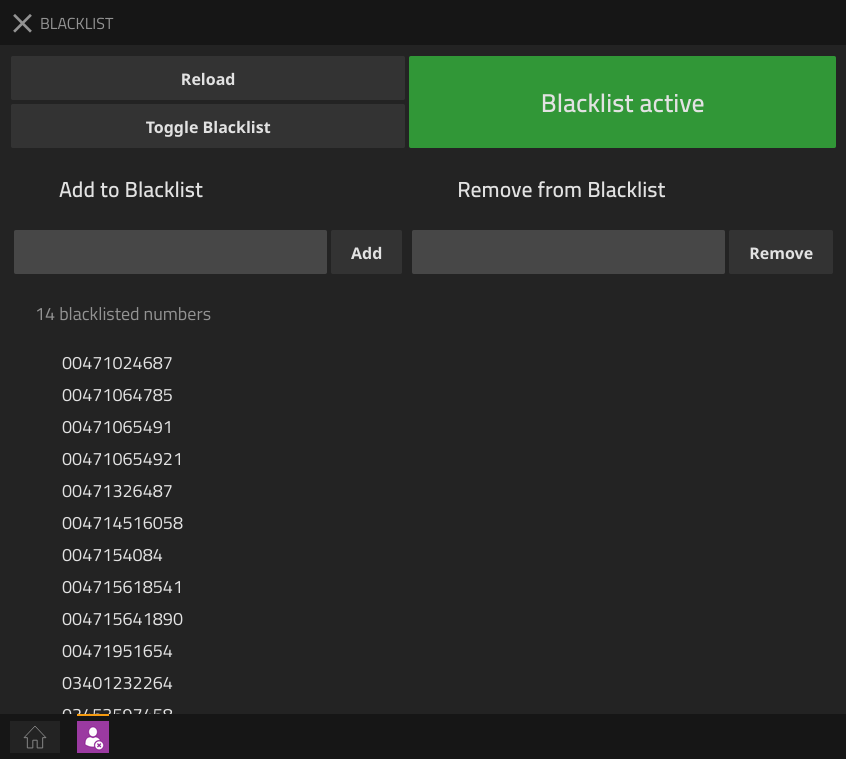 BLACKLIST
Reload
Blacklist active
Toggle Blacklist
Add to Blacklist
Remove from Blacklist
Add
Remove
14 blacklisted numbers
00471024687
00471064785
00471065491
004710654921
00471326487
004714516058
0047154084
004715618541
004715641890
00471951654
03401232264